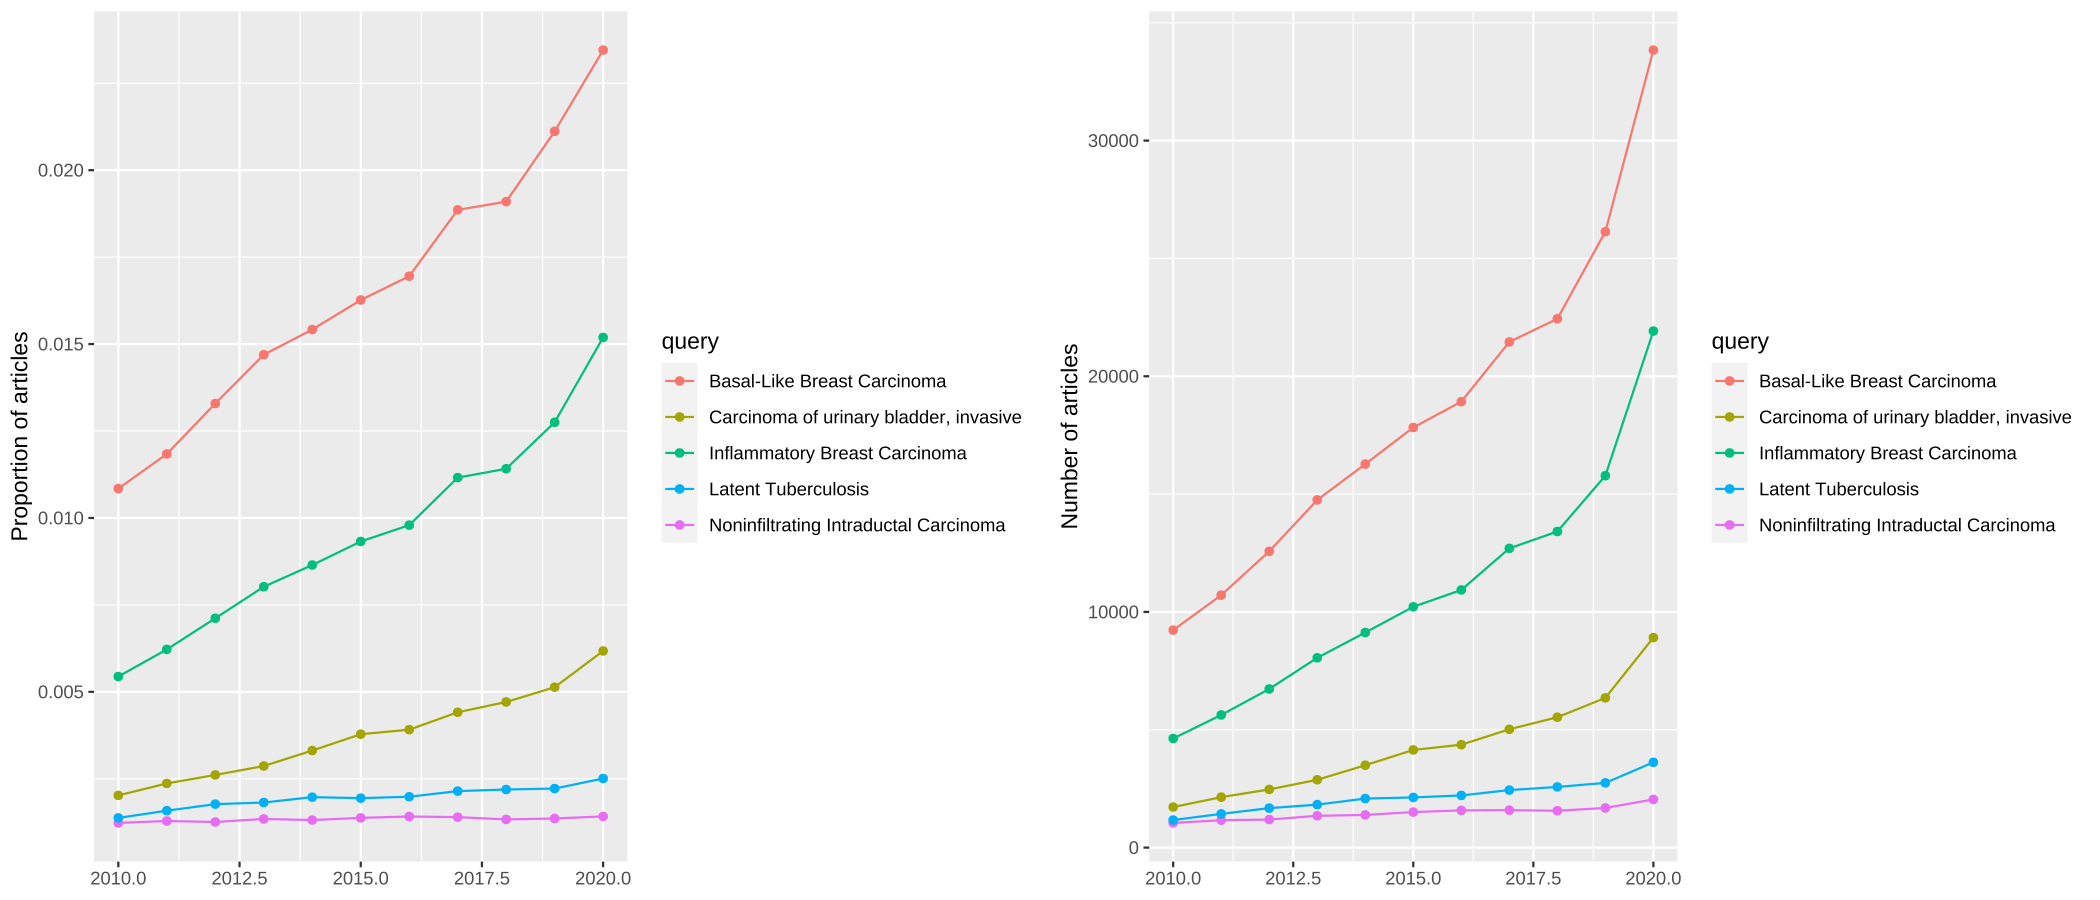 Proportion of articles
0.020
0.015
0.010
0.005
2010.0
2012.5
2015.0
2017.5
2020.0
query
Basal-Like Breast Carcinoma
Carcinoma of urinary bladder, invasive
Inflammatory Breast Carcinoma
Latent Tuberculosis
Noninfiltrating Intraductal Carcinoma
Number of articles
30000
20000
10000
0
2010.0
2012.5
2015.0
2017.5
2020.0
query
Basal-Like Breast Carcinoma
Carcinoma of urinary bladder, invasive
Inflammatory Breast Carcinoma
Latent Tuberculosis
Noninfiltrating Intraductal Carcinoma